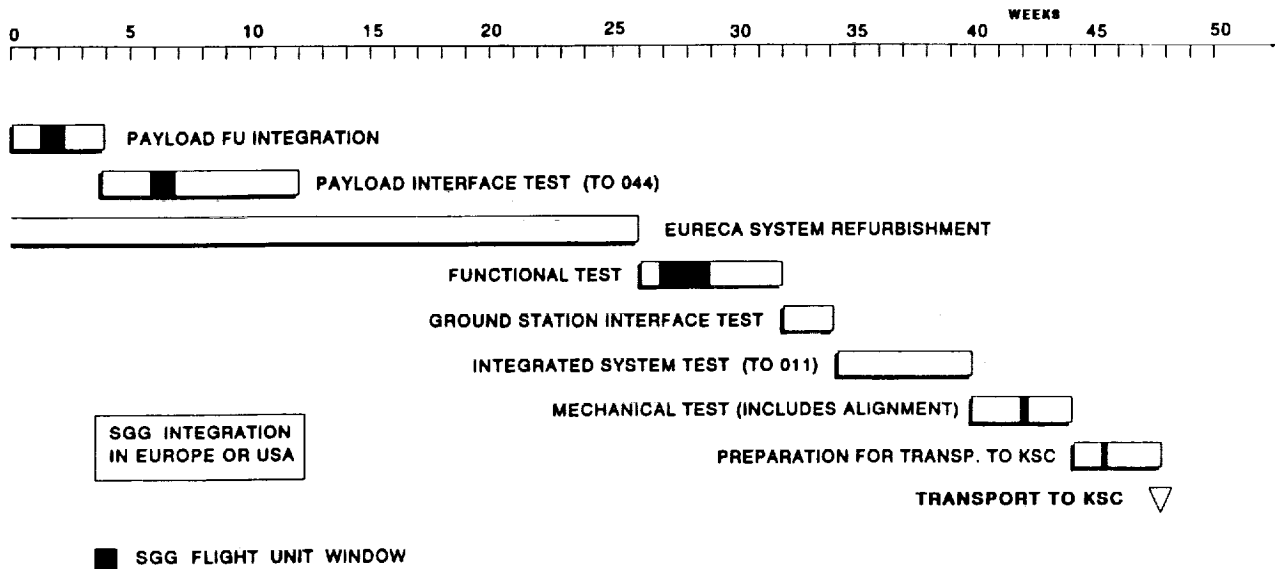 WEEKS
0 5 10 15 20 25 30 35 40 45 50
PAYLOAD FU INTEGRATION
PAYLOAD INTERFACE TEST (TO 044)
EURECA SYSTEM REFURBISHMENT
FUNCTIONAL TEST
GROUND STATION INTERFACE TEST
INTEGRATED SYSTEM TEST (TO 011)
MECHANICAL TEST (INCLUDES ALIGNMENT)
SGG INTEGRATION
IN EUROPE OR USA
PREPARATION FOR TRANSP. TO KSC
TRANSPORT TO KSC
SGG FLIGHT UNIT WINDOW